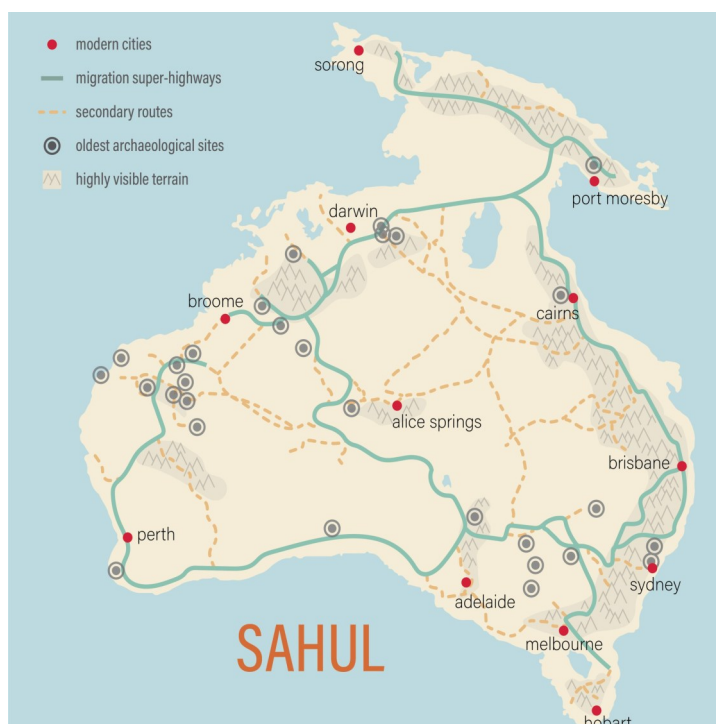 modern cities
migration super-highways
secondary routes
oldest archaeological sites
highly visible terrain
sorong
port moresby
darwin
broome
cairns
alice springs
brisbane
perth
sydney
adelaide
melbourne
SAHUL
hobart